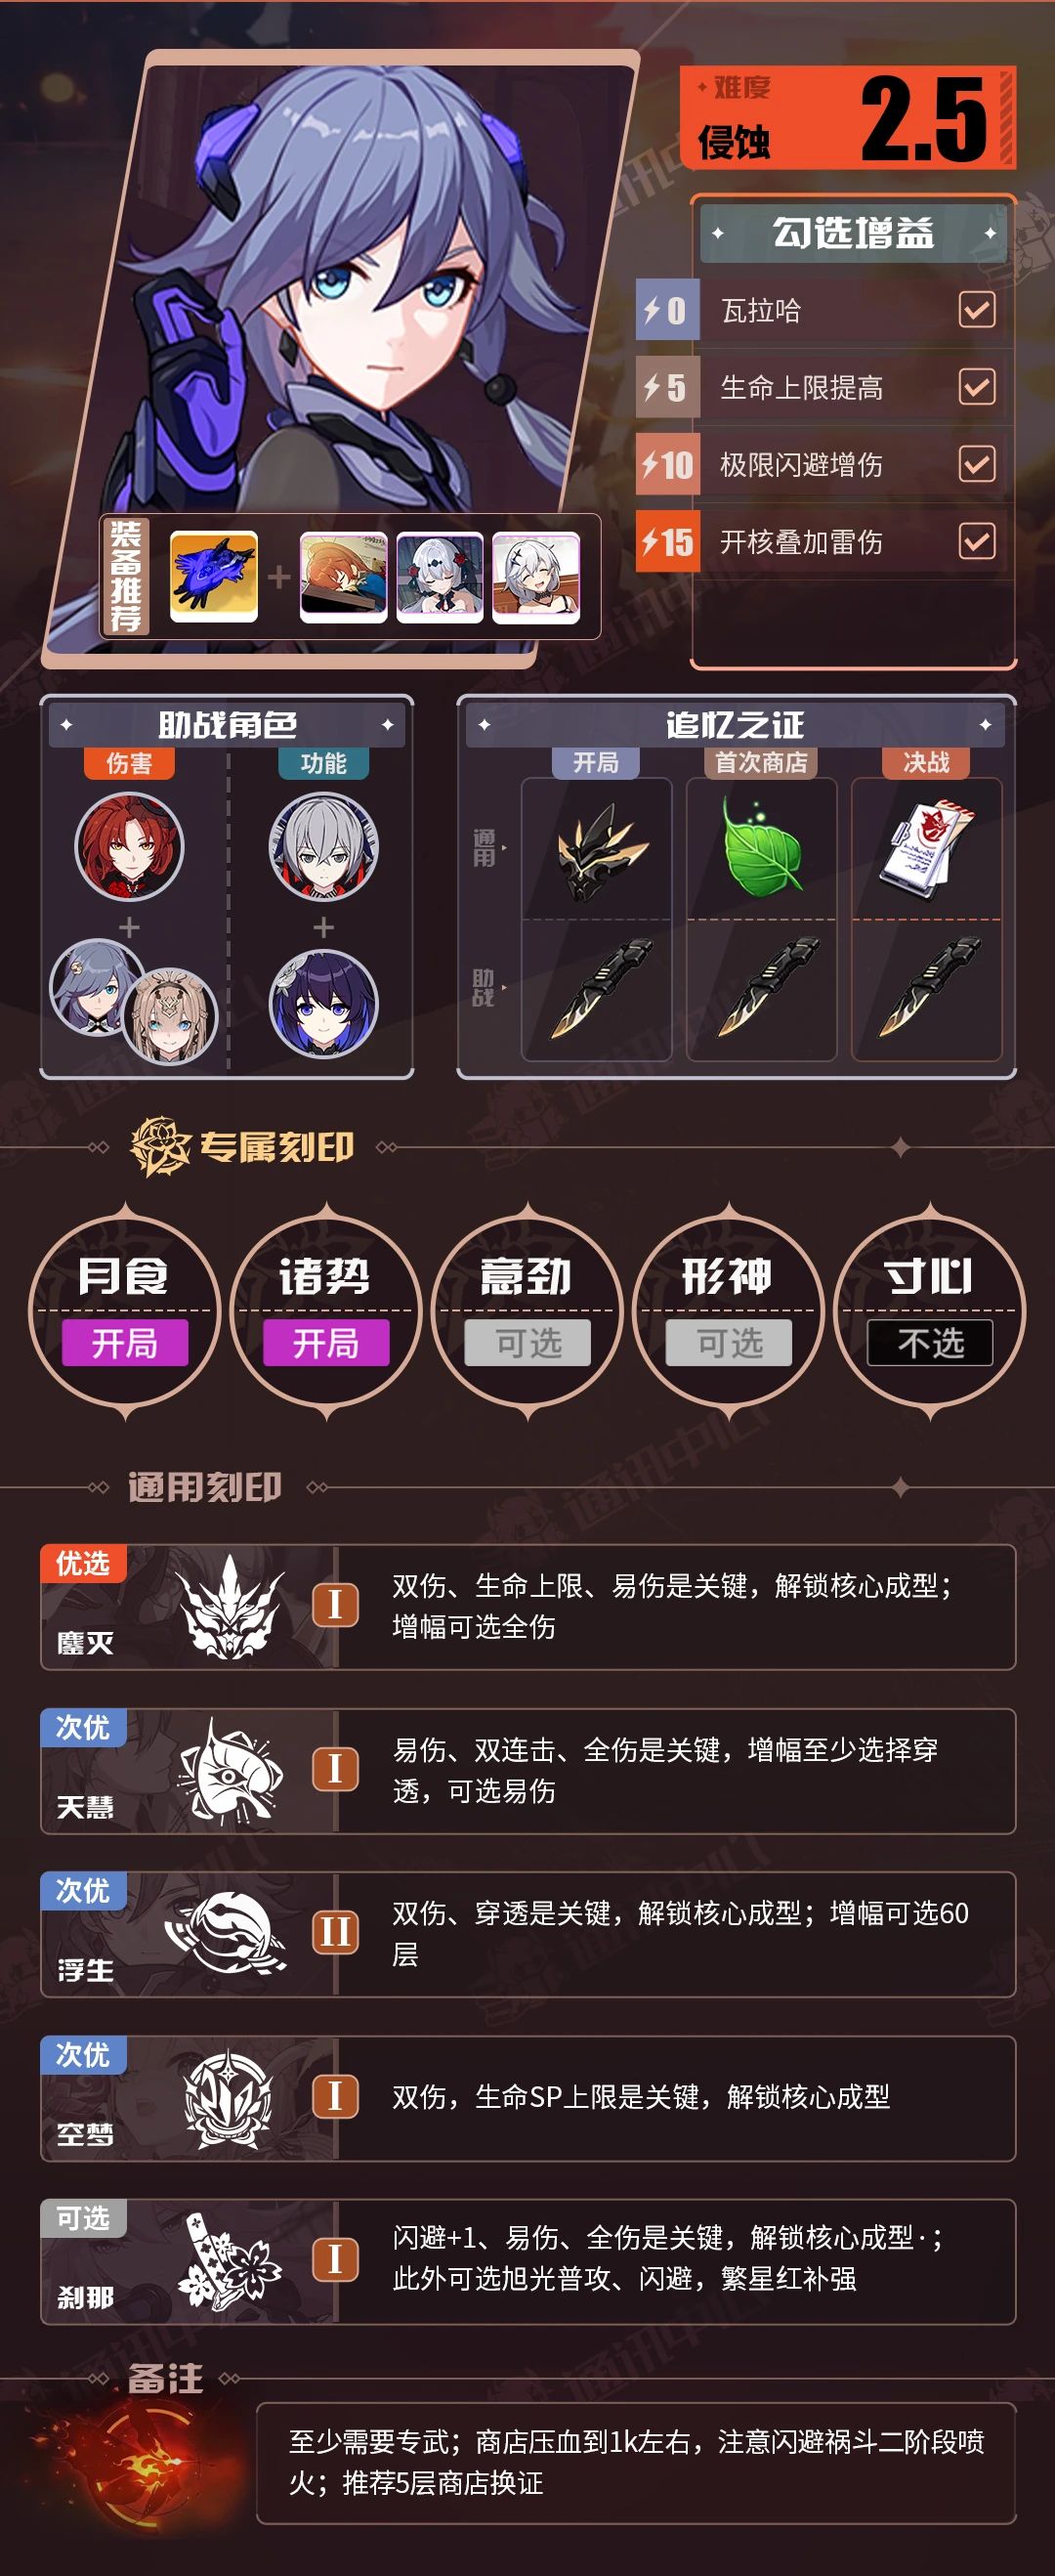 难度
侵蚀
2.5
勾选增益
0 瓦拉哈
5 生命上限提高
10 极限闪避增伤
15 开核叠加雷伤
装备推荐
助战角色
伤害
功能
追忆之证
开局
首次商店
决战
通用
助战
专属刻印
月食
开局
诸势
开局
意劲
可选
形神
可选
寸心
不选
通用刻印
优选
鏖灭
I
双伤、生命上限、易伤是关键，解锁核心成型；
增幅可选全伤
次优
天慧
I
易伤、双连击、全伤是关键，增幅至少选择穿
透，可选易伤
次优
浮生
II
双伤、穿透是关键，解锁核心成型；增幅可选60
层
次优
空梦
I
双伤，生命SP上限是关键，解锁核心成型
可选
刹那
I
闪避+1、易伤、全伤是关键，解锁核心成型·；
此外可选旭光普攻、闪避，繁星红补强
备注
至少需要专武；商店压血到1k左右，注意闪避祸斗二阶段喷
火；推荐5层商店换证